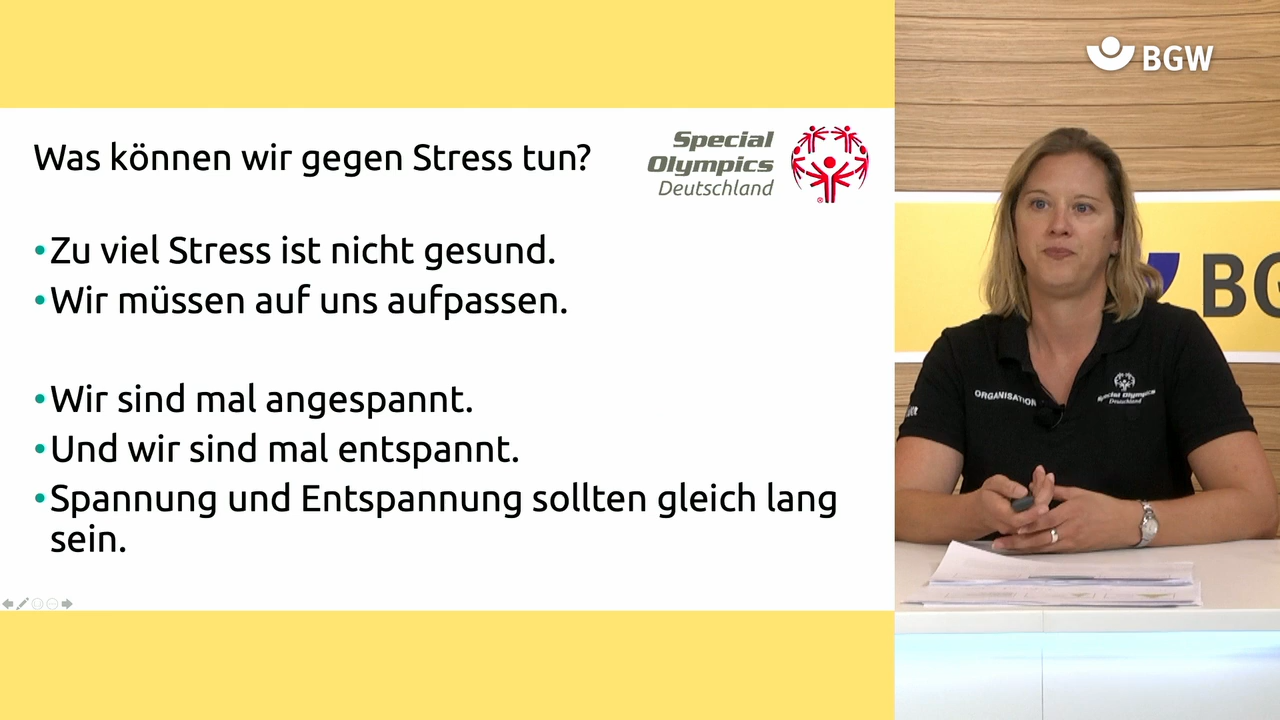 Was können wir gegen Stress tun?
Special
Olympics
Deutschland
•Zu viel Stress ist nicht gesund.
•Wir müssen auf uns aufpassen.
•Wir sind mal angespannt.
•Und wir sind mal entspannt.
•Spannung und Entspannung sollten gleich lang
sein.
BGW
BG
ORGANISATION
Special Olympics
Deutschland